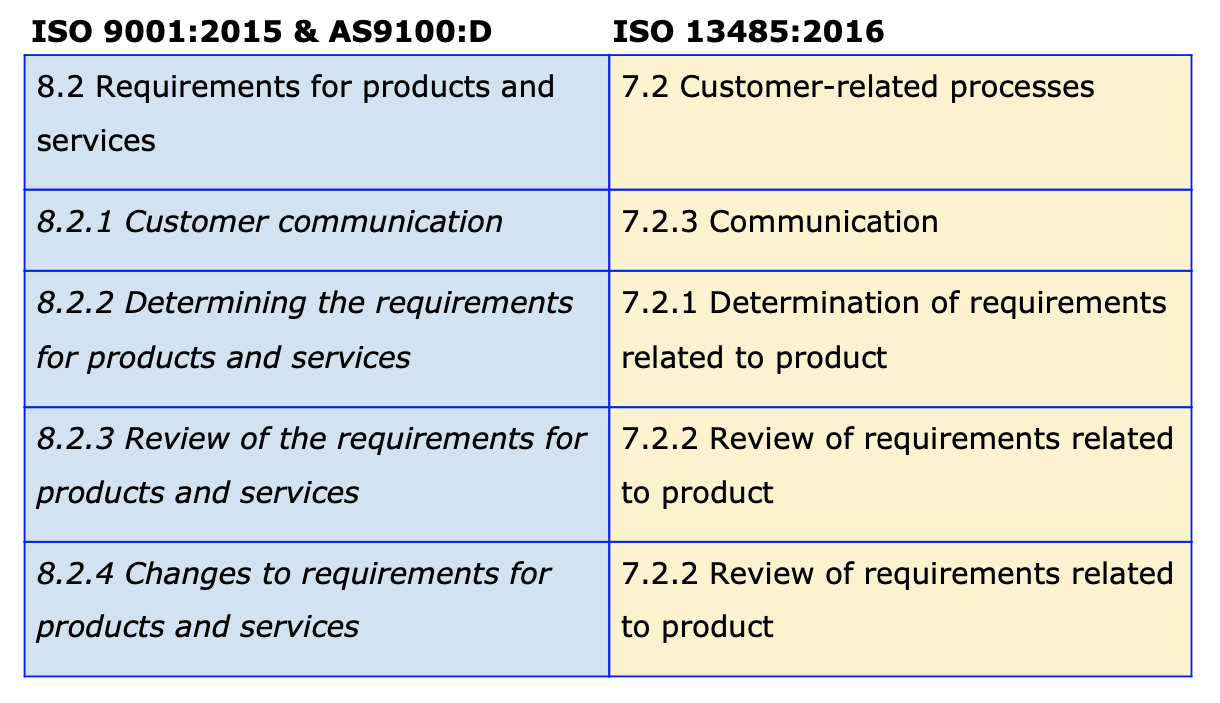 ISO 9001:2015 & AS9100:D ISO 13485:2016
8.2 Requirements for products and
services
7.2 Customer-related processes
8.2.1 Customer communication
7.2.3 Communication
8.2.2 Determining the requirements
for products and services
7.2.1 Determination of requirements
related to product
8.2.3 Review of the requirements for
products and services
7.2.2 Review of requirements related
to product
8.2.4 Changes to requirements for
products and services
7.2.2 Review of requirements related
to product